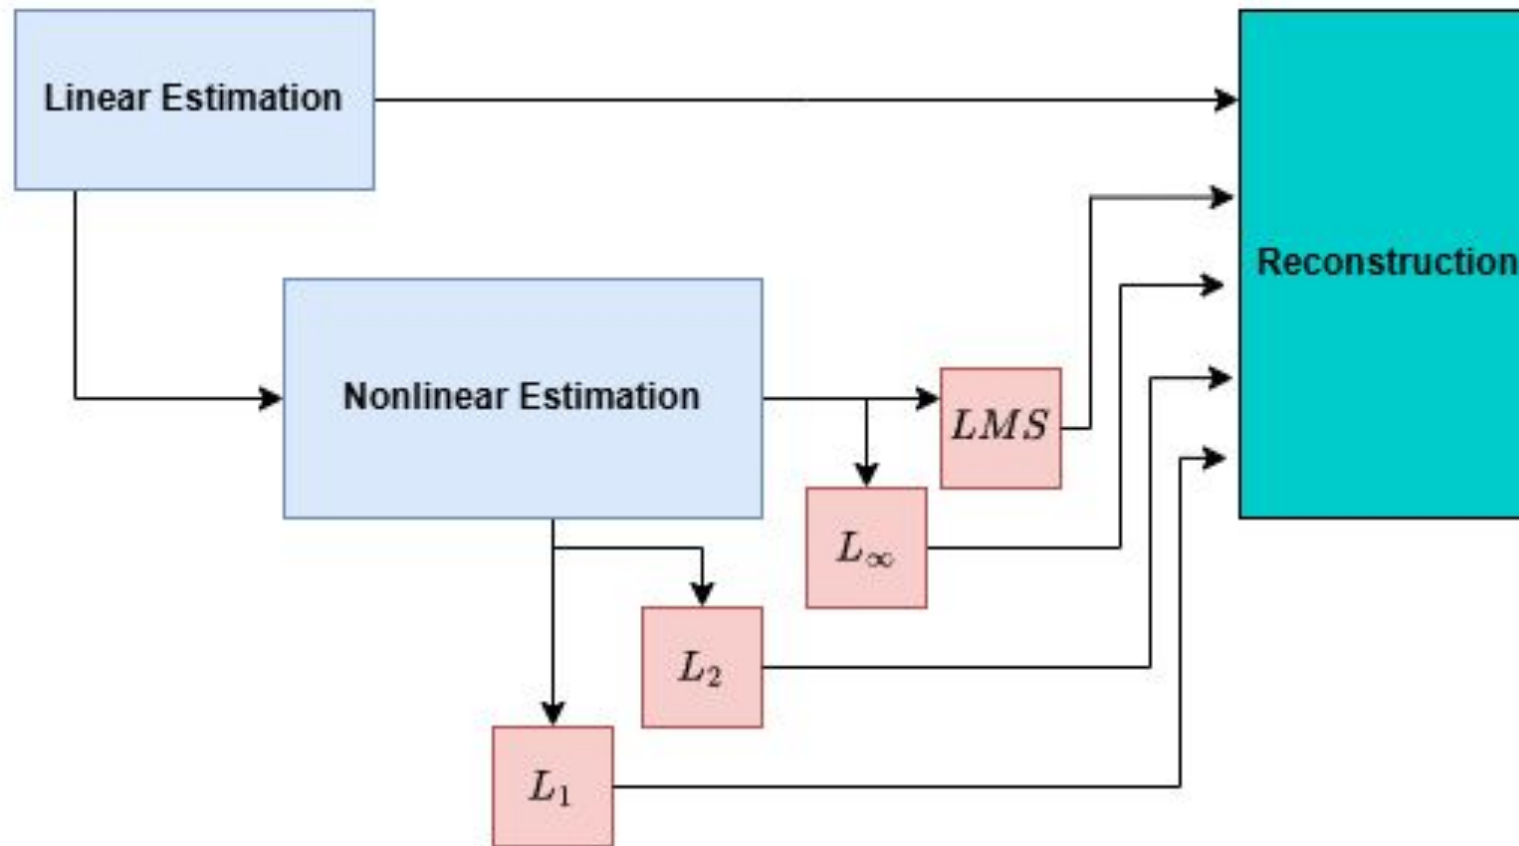 Linear Estimation
Reconstruction
Nonlinear Estimation
LMS
L∞
L2
L1